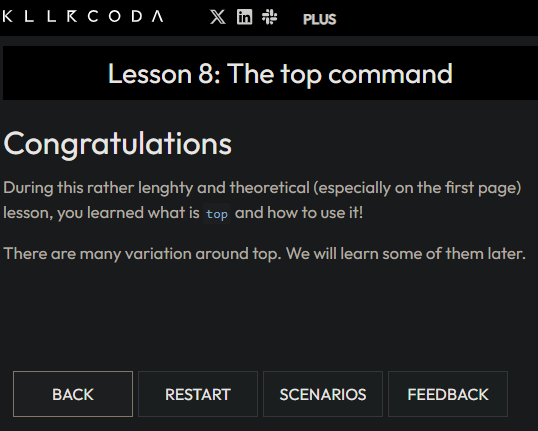 KLLRCODA PLUS
Lesson 8: The top command
Congratulations
During this rather lenghty and theoretical (especially on the first page)
lesson, you learned what is top and how to use it!
There are many variation around top. We will learn some of them later.
BACK RESTART SCENARIOS FEEDBACK